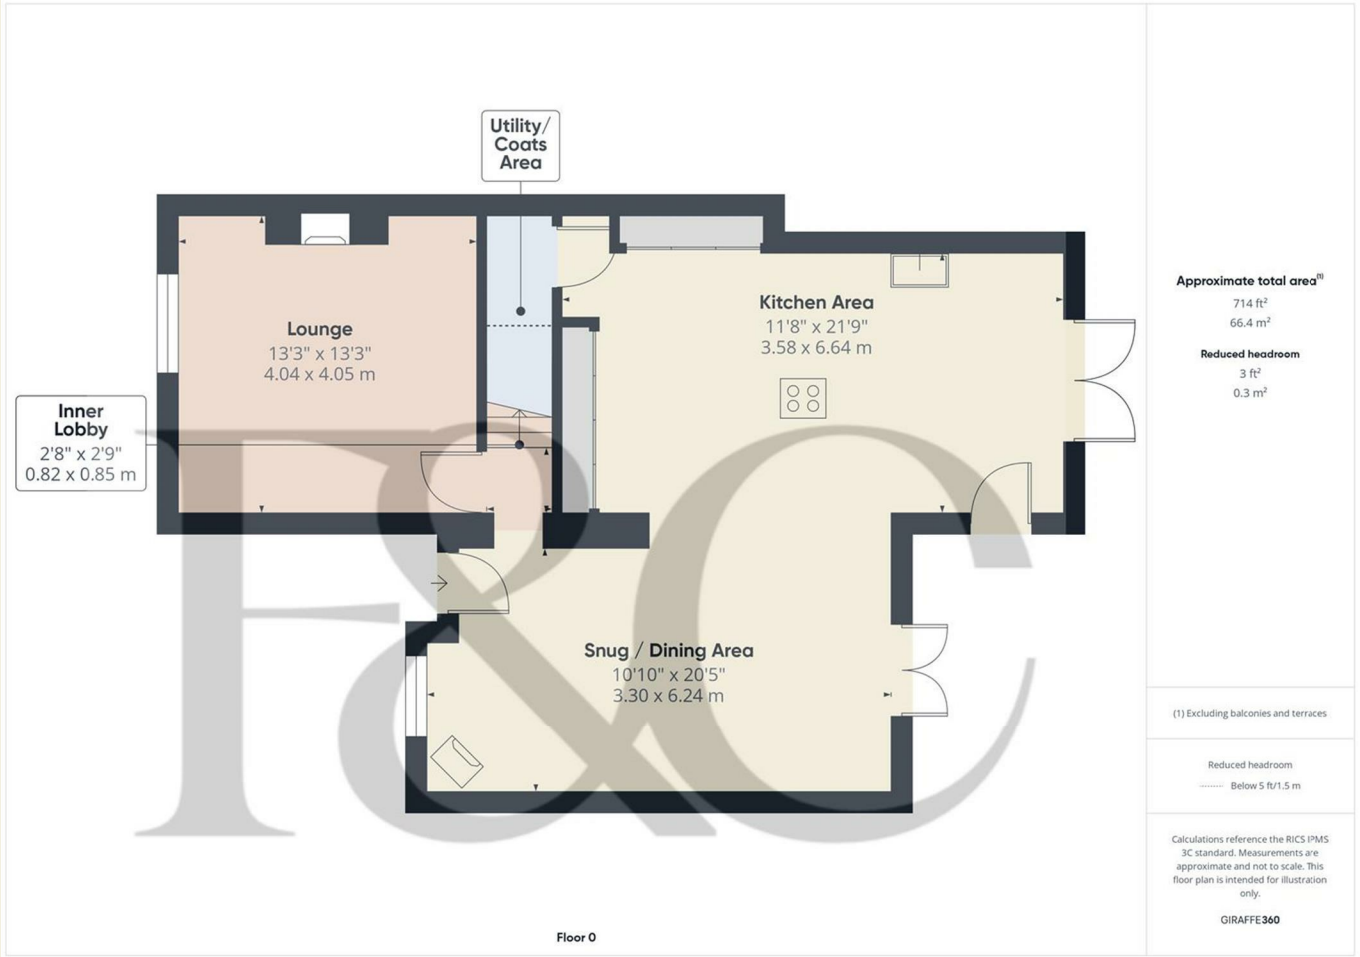 Utility/
Coats
Area
Lounge
13'3" x 13'3"
4.04 x 4.05 m
Kitchen Area
11'8" x 21'9"
3.58 x 6.64 m
Inner
Lobby
2'8" x 2'9"
0.82 x 0.85 m
Snug / Dining Area
10'10" x 20'5"
3.30 x 6.24 m
F&C
Floor 0
Approximate total area(1)
714 ft²
66.4 m²
Reduced headroom
3 ft²
0.3 m²
(1) Excluding balconies and terraces
Reduced headroom
Below 5 ft/1.5 m
Calculations reference the RICS IPMS
3C standard. Measurements are
approximate and not to scale. This
floor plan is intended for illustration
only.
GIRAFFE360